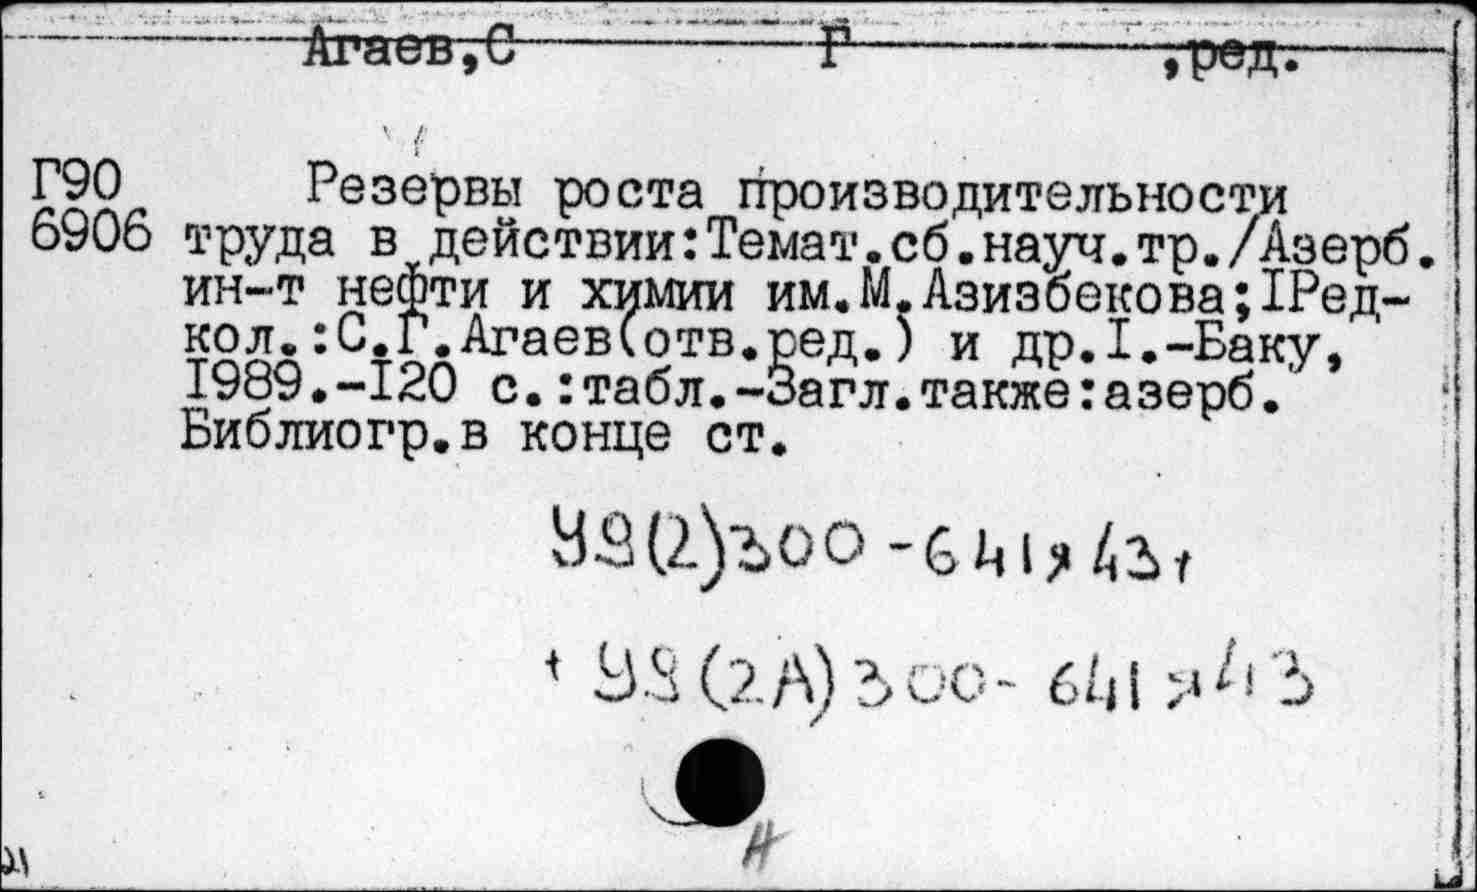 Агаев,С Г ,ред.
Г90 Резервы роста производительности
6906 труда в действии:Темат.сб.науч.тр./Азерб.
ин-т нефти и химии им.М.Азизбекова;IРед-
кол.:С.Г.Агаев(отв.ред.) и др.I.-Баку,
I989.-I20 с.:табл.-Загл.также:азерб.
Библиогр.в конце ст.
У9(2)300-641я43+
+ У9(2А)300-641я43